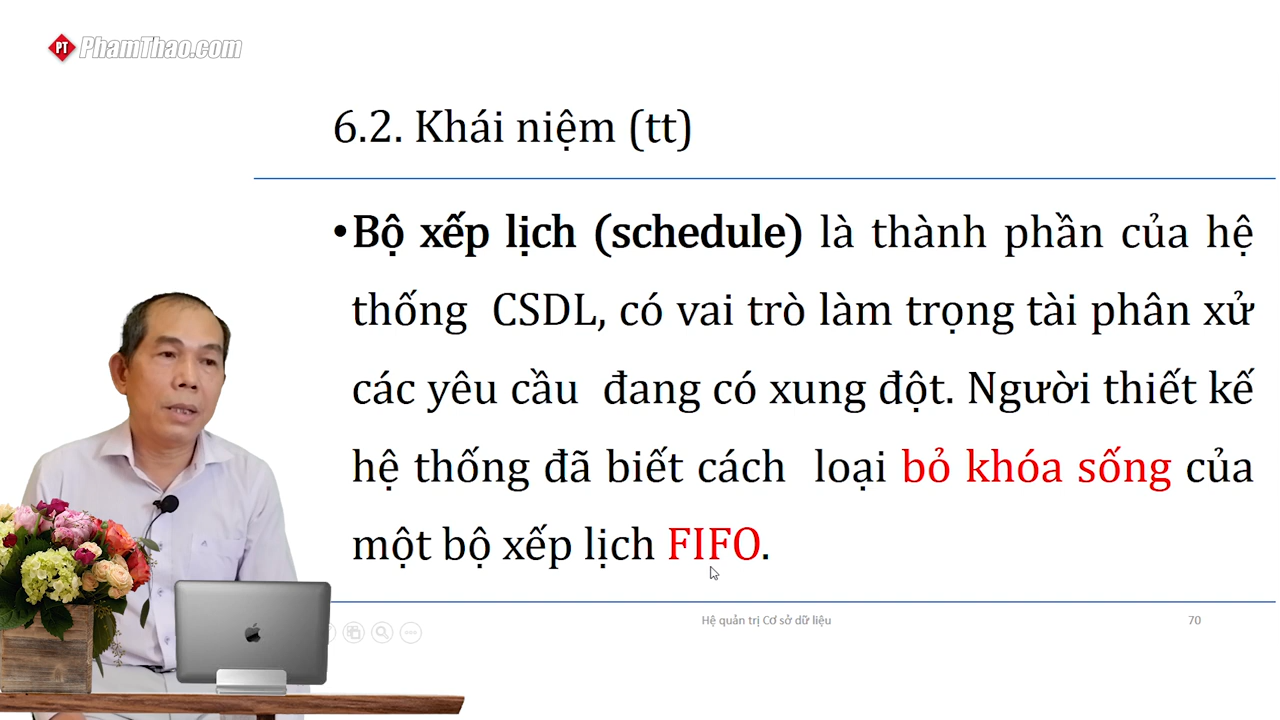 PT PhamThao.com
6.2. Khái niệm (tt)
•Bộ xếp lịch (schedule) là thành phần của hệ
thống CSDL, có vai trò làm trọng tài phân xử
các yêu cầu đang có xung đột. Người thiết kế
hệ thống đã biết cách loại bỏ khóa sống của
một bộ xếp lịch FIFO.
Hệ quản trị Cơ sở dữ liệu
70